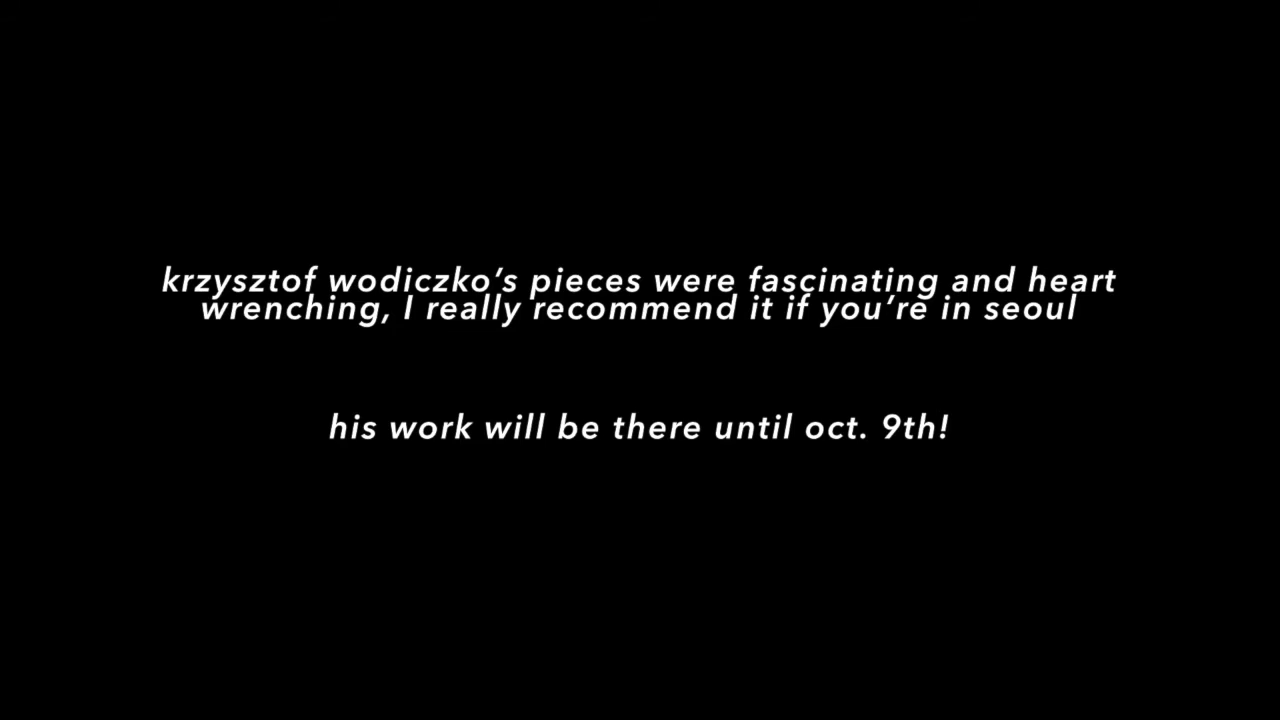 krzysztof wodiczko’s pieces were fascinating and heart
wrenching, I really recommend it if you’re in seoul
his work will be there until oct. 9th!